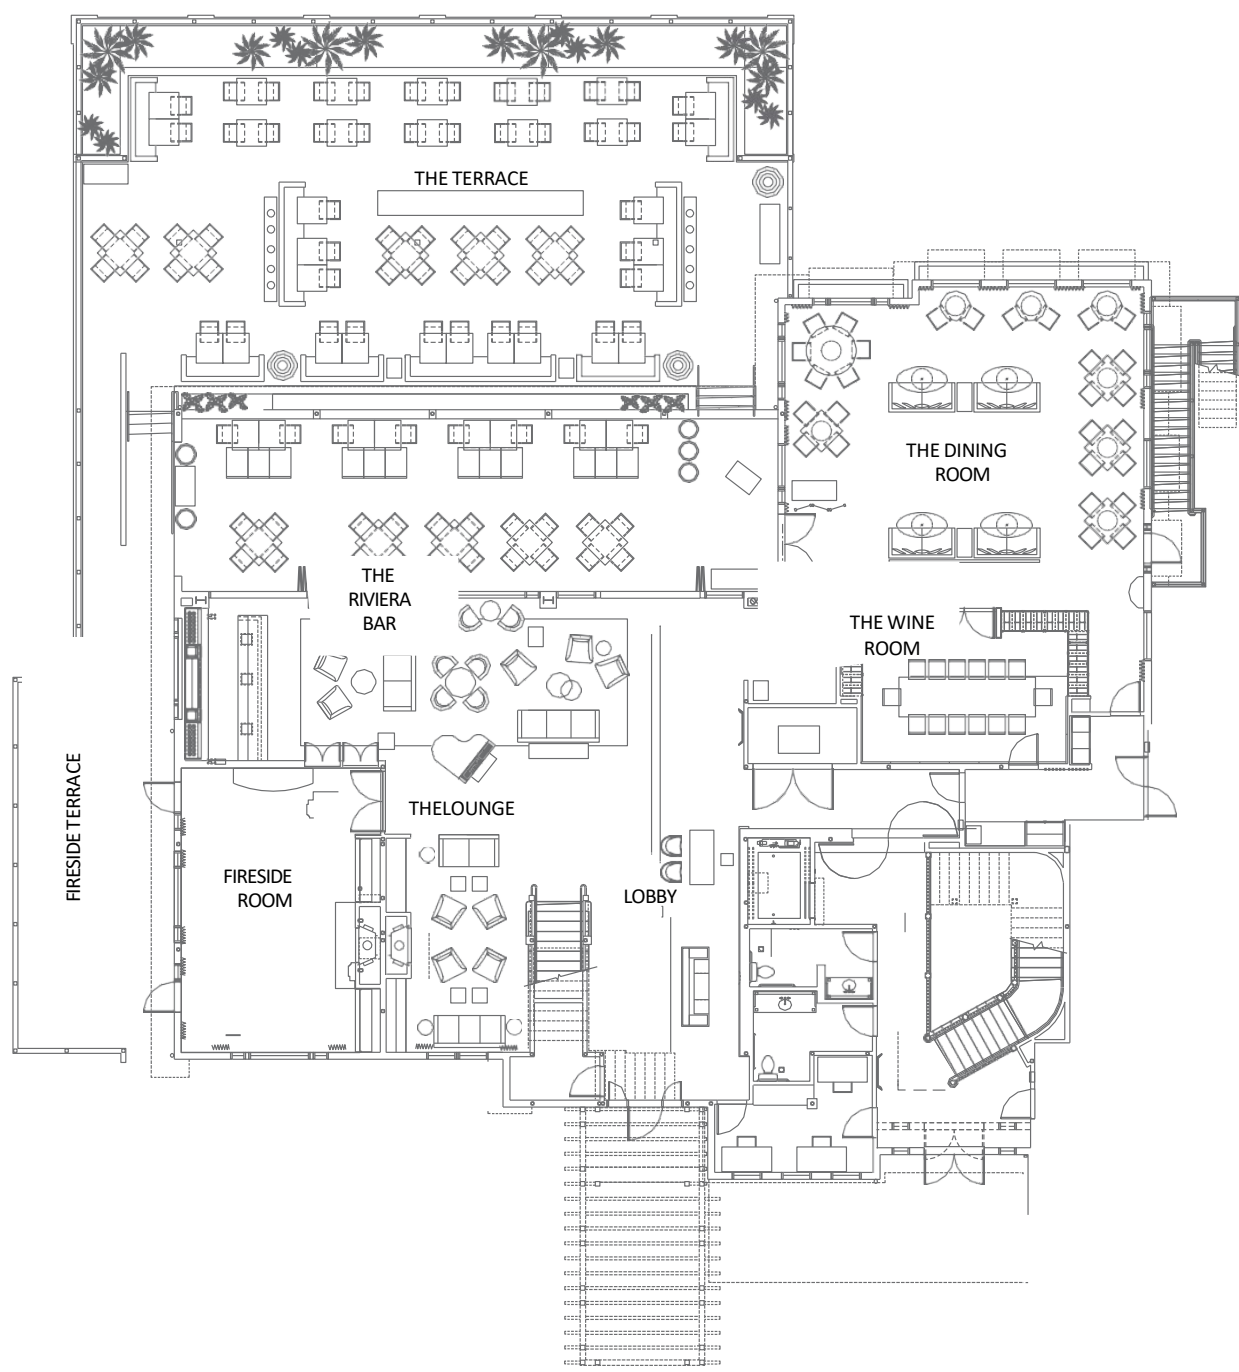 THE TERRACE
THE DINING
ROOM
THE
RIVIERA
BAR
THE WINE
ROOM
FIRESIDE TERRACE
THELOUNGE
FIRESIDE
ROOM
LOBBY